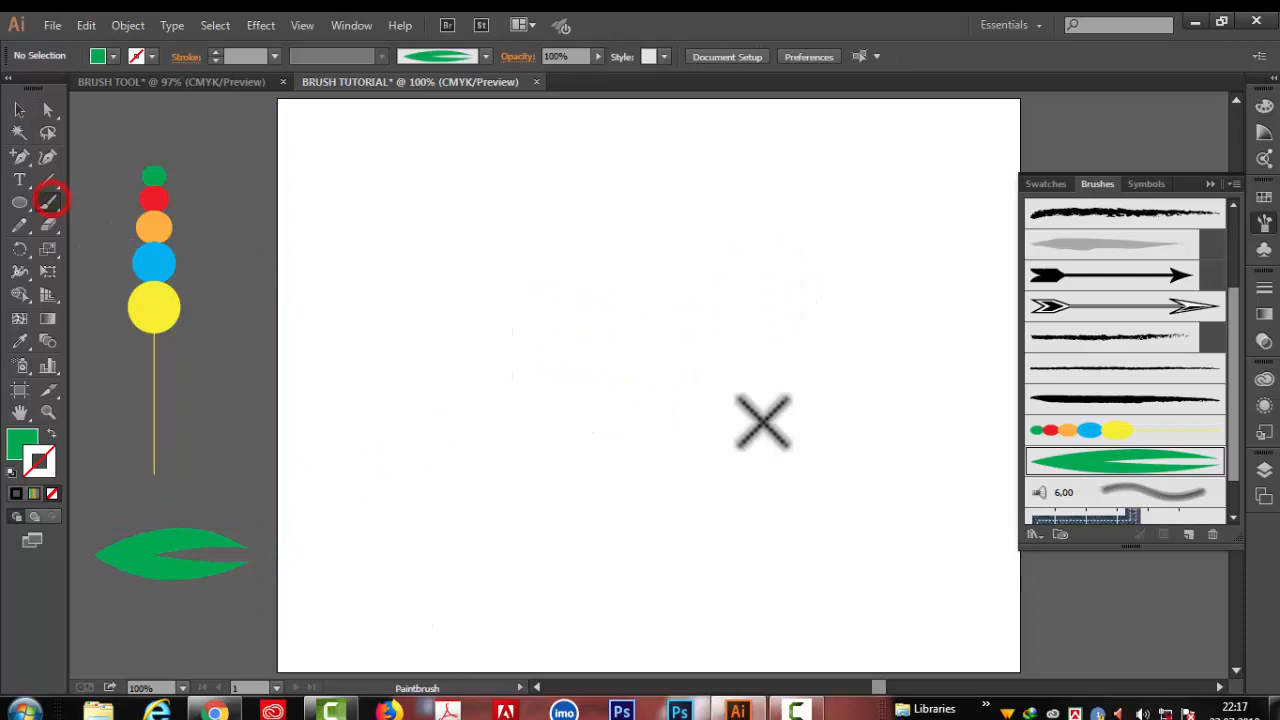 Ai File Edit Object Type Select Effect View Window Help Br St Essentials
No Selection Stroke: Opacity: 100% Style: Document Setup Preferences
BRUSH TOOL* @ 97% (CMYK/Preview) × BRUSH TUTORIAL* @ 100% (CMYK/Preview) ×
Swatches Brushes Symbols
T
6,00
100% 1 Paintbrush
imo Ps Ps Ai Libraries » 22:17